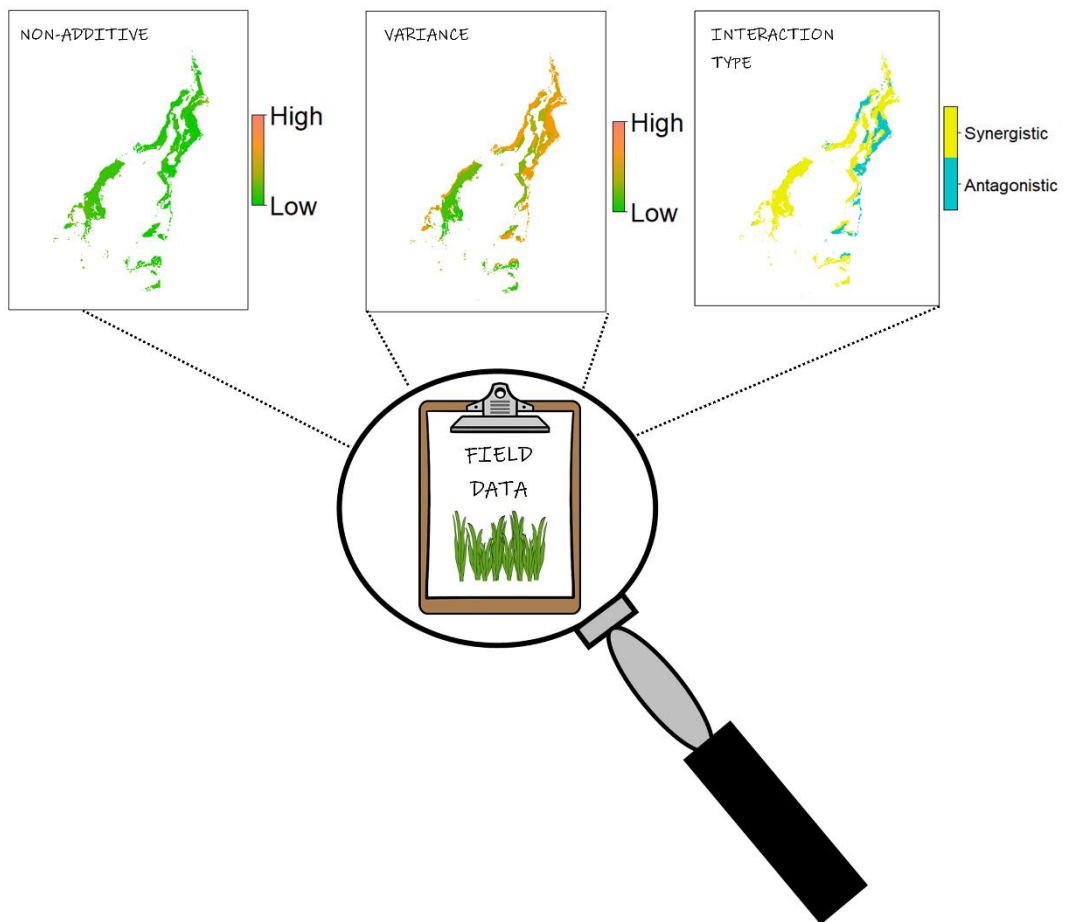 NON-ADDITIVE
High
Low
VARIANCE
High
Low
INTERACTION
TYPE
Synergistic
Antagonistic
FIELD
DATA